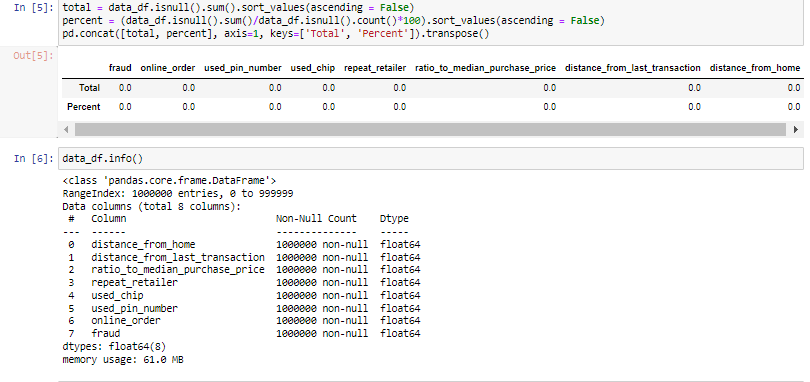 In [5]: total = data_df.isnull().sum().sort_values(ascending = False)
percent = (data_df.isnull().sum()/data_df.isnull().count()*100).sort_values(ascending = False)
pd.concat([total, percent], axis=1, keys=['Total', 'Percent']).transpose()
Out[5]:
fraud online_order used_pin_number used_chip repeat_retailer ratio_to_median_purchase_price distance_from_last_transaction distance_from_home
Total 0.0 0.0 0.0 0.0 0.0 0.0 0.0 0.0
Percent 0.0 0.0 0.0 0.0 0.0 0.0 0.0 0.0
In [6]: data_df.info()
<class 'pandas.core.frame.DataFrame'>
RangeIndex: 1000000 entries, 0 to 999999
Data columns (total 8 columns):
# Column Non-Null Count Dtype
--- ------ -------------- -----
0 distance_from_home 1000000 non-null float64
1 distance_from_last_transaction 1000000 non-null float64
2 ratio_to_median_purchase_price 1000000 non-null float64
3 repeat_retailer 1000000 non-null float64
4 used_chip 1000000 non-null float64
5 used_pin_number 1000000 non-null float64
6 online_order 1000000 non-null float64
7 fraud 1000000 non-null float64
dtypes: float64(8)
memory usage: 61.0 MB